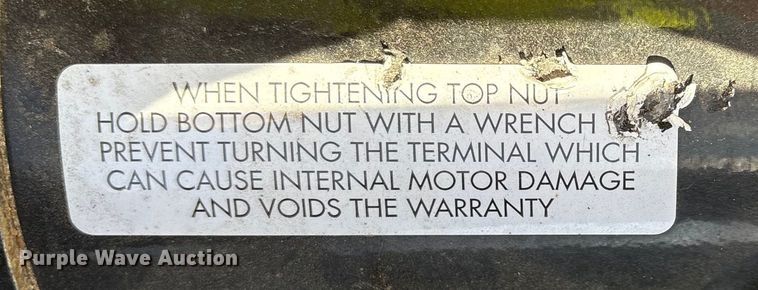 WHEN TIGHTENING TOP NUT
HOLD BOTTOM NUT WITH A WRENCH
PREVENT TURNING THE TERMINAL WHICH
CAN CAUSE INTERNAL MOTOR DAMAGE
AND VOIDS THE WARRANTY
Purple Wave Auction